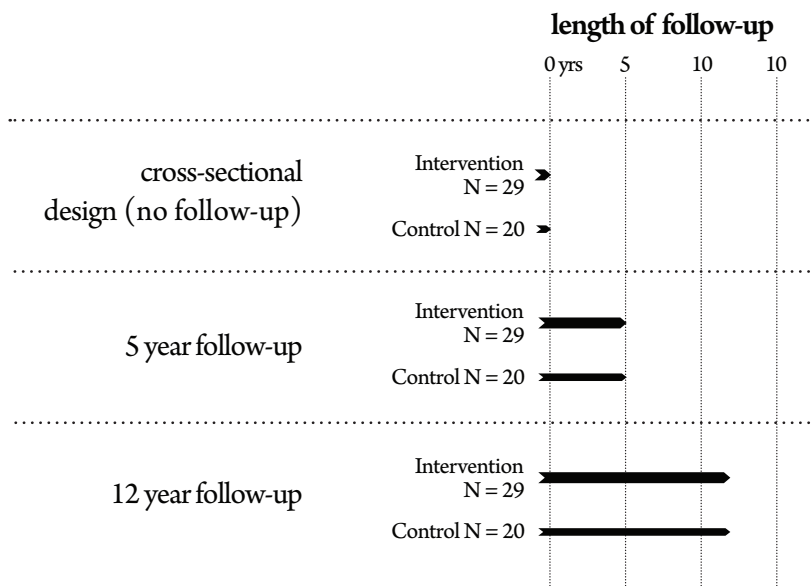 length of follow-up
0 yrs 5 10 10
cross-sectional
design (no follow-up)
Intervention
N = 29
Control N = 20
5 year follow-up
Intervention
N = 29
Control N = 20
12 year follow-up
Intervention
N = 29
Control N = 20